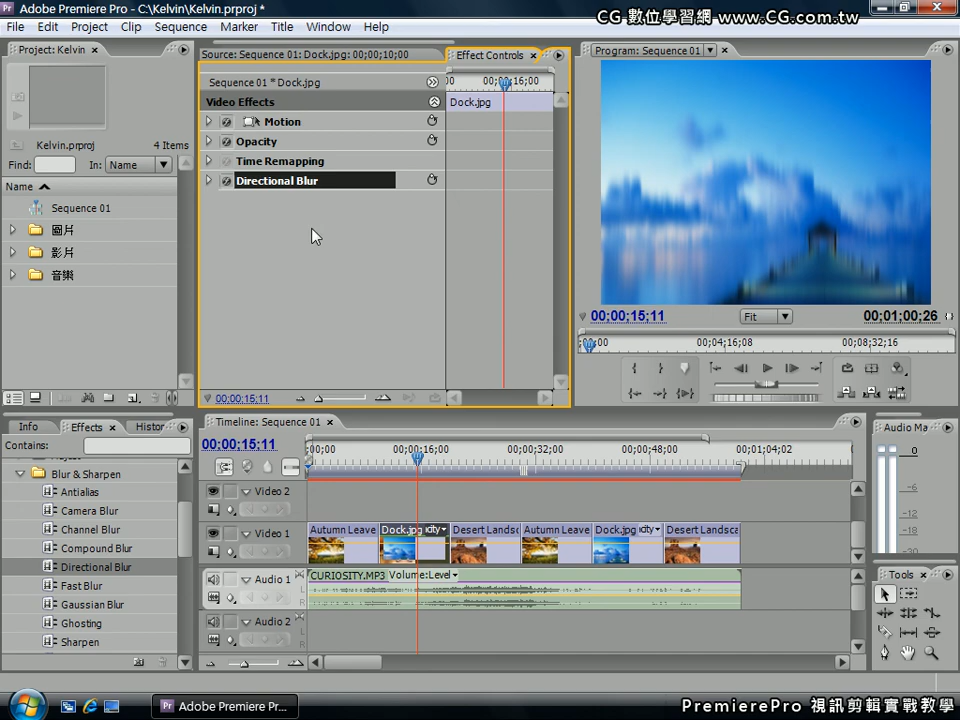 Adobe Premiere Pro - C:\Kelvin\Kelvin.prproj *
CG 數位學習網 www.CG.com.tw
File Edit Project Clip Sequence Marker Title Window Help
Project: Kelvin
Kelvin.prproj 4 Items
Find: In: Name
Name
Sequence 01
圖片
影片
音樂
Source: Sequence 01: Dock.jpg: 00;00;10;00
Effect Controls
Sequence 01 * Dock.jpg
00;00;16;00
Video Effects
Dock.jpg
Motion
Opacity
Time Remapping
Directional Blur
00;00;15;11
Program: Sequence 01
00;00;15;11 Fit 00;01;00;26
;00;00 00;04;16;08 00;08;32;16
Info Effects Histor
Contains:
Blur & Sharpen
Antialias
Camera Blur
Channel Blur
Compound Blur
Directional Blur
Fast Blur
Gaussian Blur
Ghosting
Sharpen
Timeline: Sequence 01
00;00;15;11
;00;00 00;00;16;00 00;00;32;00 00;00;48;00 00;01;04;02
Video 2
Video 1
Autumn Leave Dock.jpg icity Desert Landsc Autumn Leave Dock.jpg icity Desert Landsca
Audio 1
CURIOSITY.MP3 Volume:Level
L
R
Audio 2
L
R
Audio Ma
0
-6
-12
-18
-30
Tools
Adobe Premiere Pr...
PremierePro 視訊剪輯實戰教學